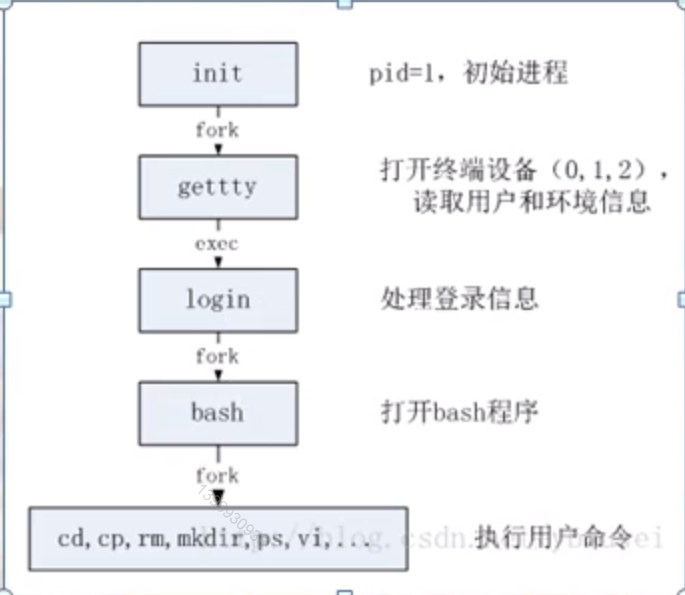 init
pid=1，初始进程
fork
gettty
打开终端设备（0,1,2），
读取用户和环境信息
exec
login
处理登录信息
fork
bash
打开bash程序
fork
cd,cp,rm,mkdir,ps,vi,...
执行用户命令